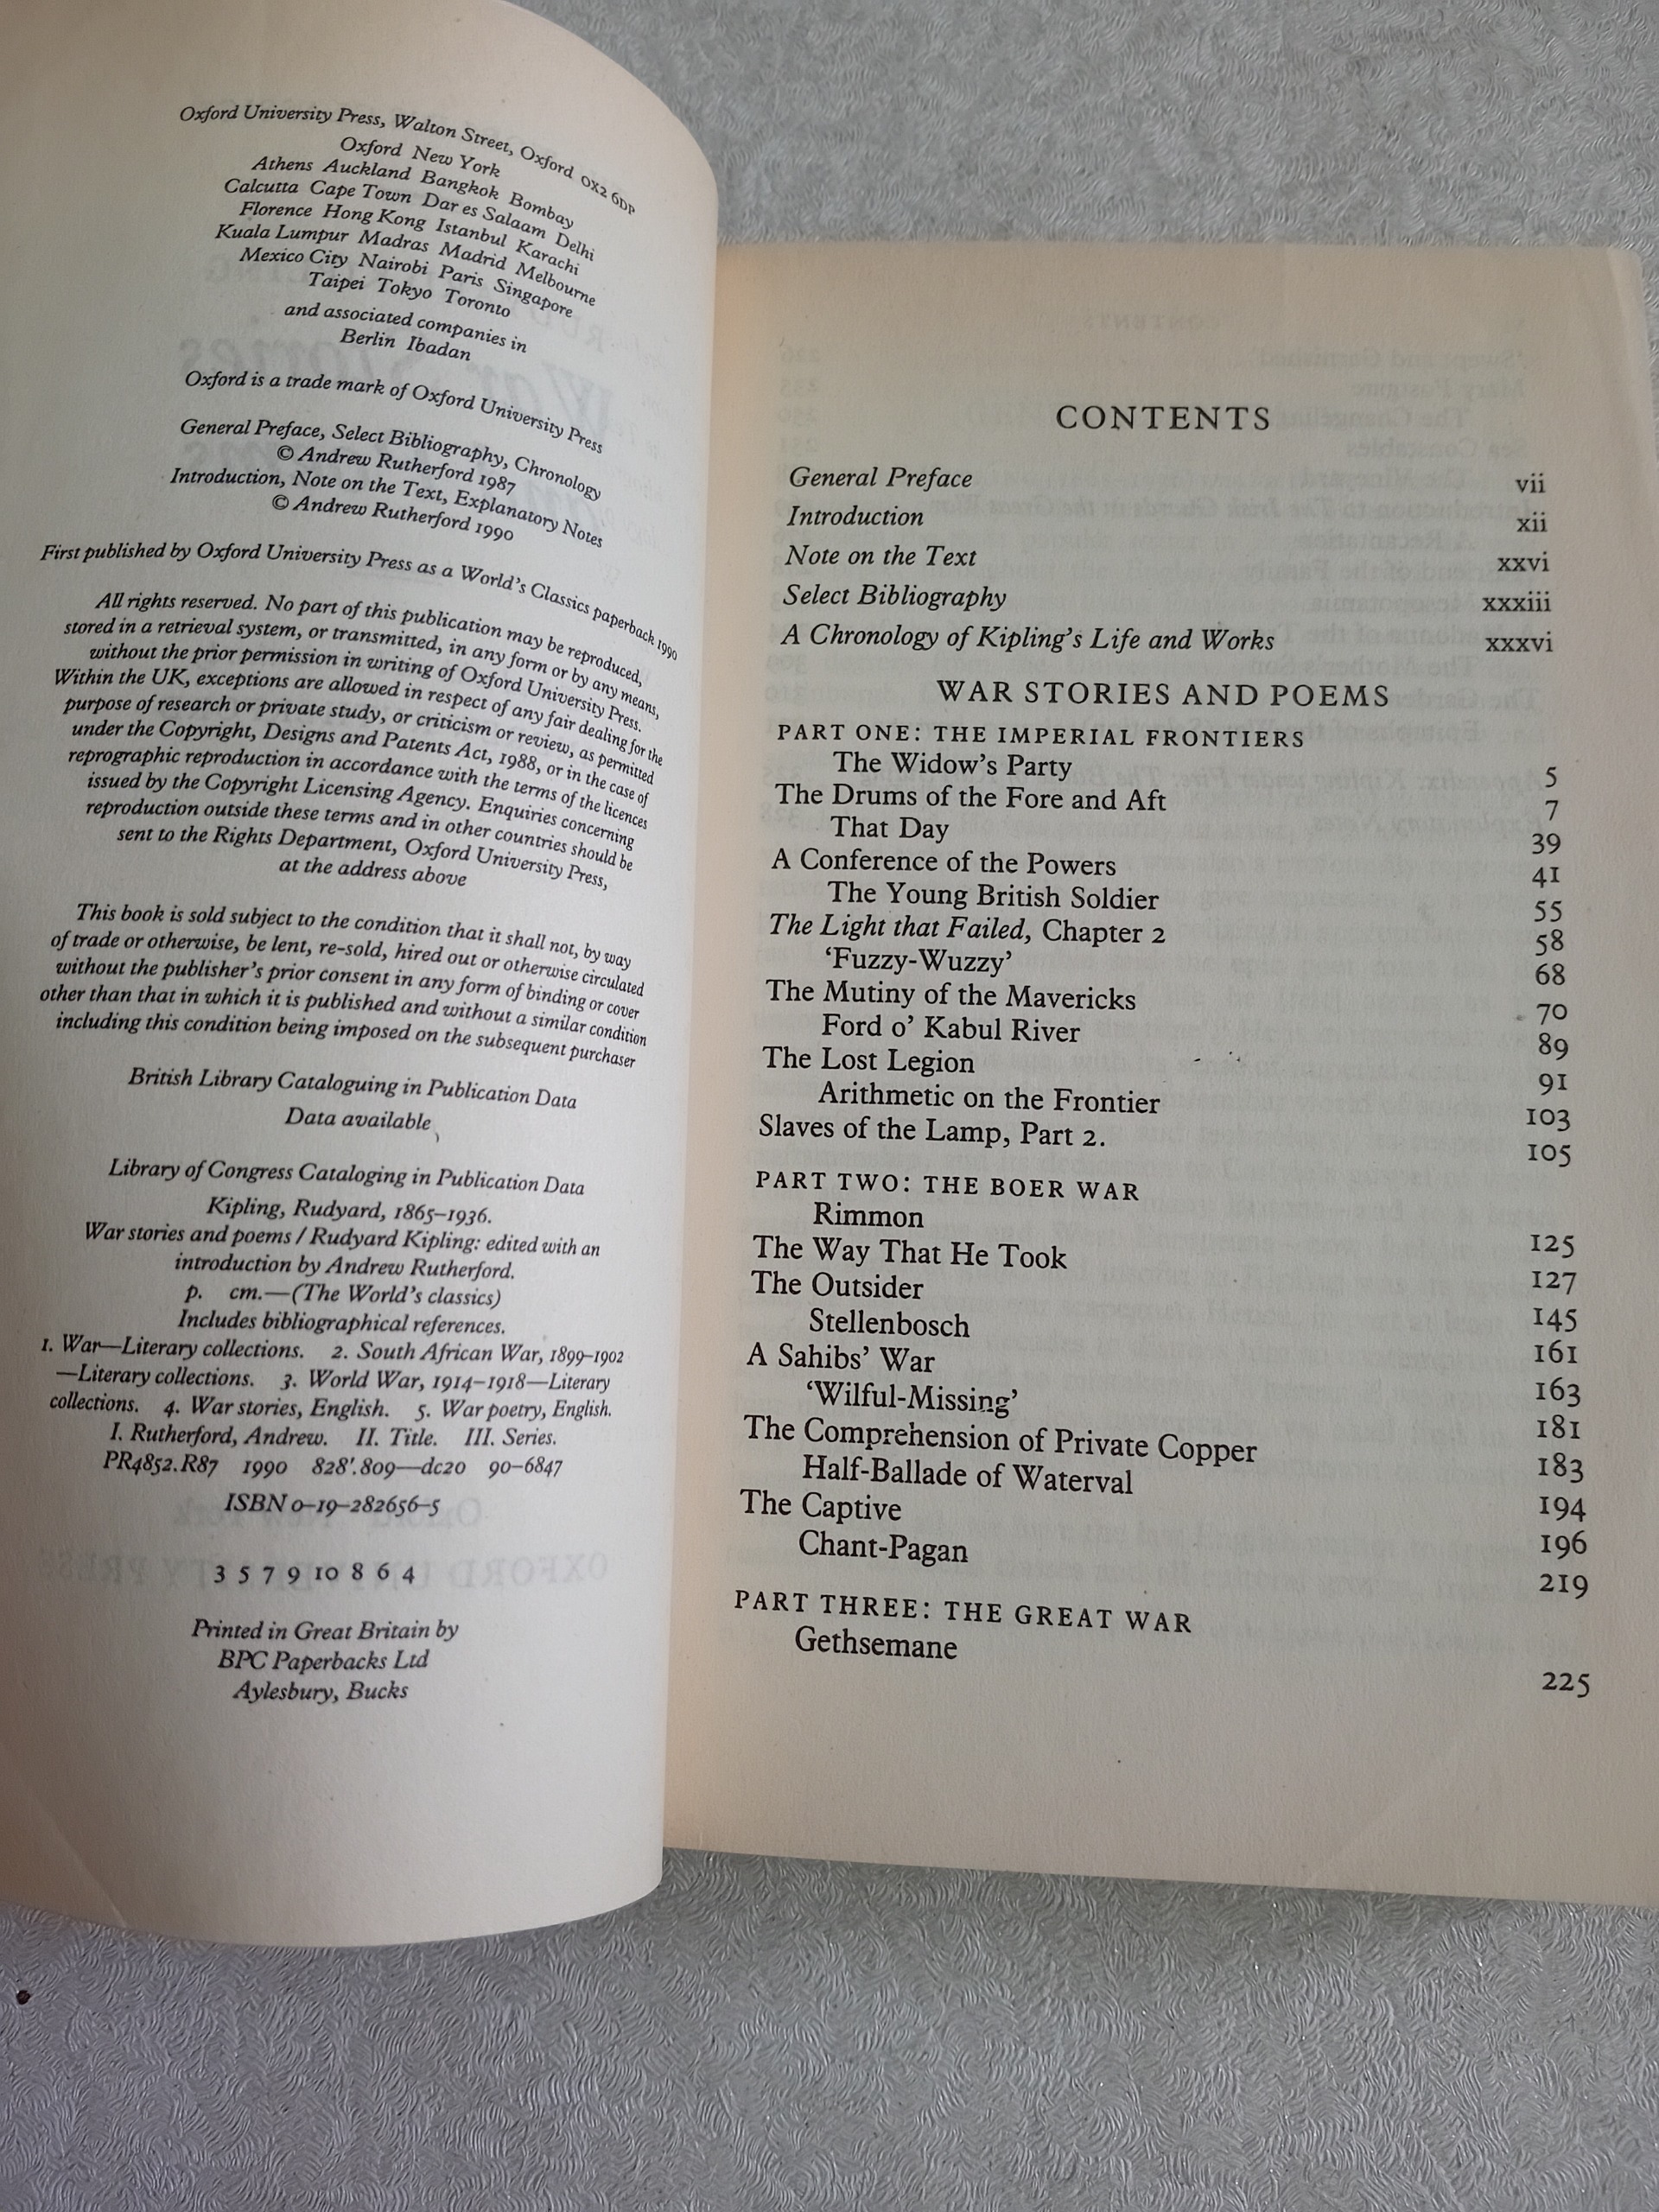 Oxford University Press, Walton Street, Oxford OX2 6DP
Oxford New York
Athens Auckland Bangkok Bombay
Calcutta Cape Town Dar es Salaam Delhi
Florence Hong Kong Istanbul Karachi
Kuala Lumpur Madras Madrid Melbourne
Mexico City Nairobi Paris Singapore
Taipei Tokyo Toronto
and associated companies in
Berlin Ibadan
Oxford is a trade mark of Oxford University Press
General Preface, Select Bibliography, Chronology
© Andrew Rutherford 1987
Introduction, Note on the Text, Explanatory Notes
© Andrew Rutherford 1990
First published by Oxford University Press as a World's Classics paperback 1990
All rights reserved. No part of this publication may be reproduced,
stored in a retrieval system, or transmitted, in any form or by any means,
without the prior permission in writing of Oxford University Press.
Within the UK, exceptions are allowed in respect of any fair dealing for the
purpose of research or private study, or criticism or review, as permitted
under the Copyright, Designs and Patents Act, 1988, or in the case of
reprographic reproduction in accordance with the terms of the licences
issued by the Copyright Licensing Agency. Enquiries concerning
reproduction outside these terms and in other countries should be
sent to the Rights Department, Oxford University Press,
at the address above
This book is sold subject to the condition that it shall not, by way
of trade or otherwise, be lent, re-sold, hired out or otherwise circulated
without the publisher's prior consent in any form of binding or cover
other than that in which it is published and without a similar condition
including this condition being imposed on the subsequent purchaser
British Library Cataloguing in Publication Data
Data available
Library of Congress Cataloging in Publication Data
Kipling, Rudyard, 1865–1936.
War stories and poems / Rudyard Kipling: edited with an
introduction by Andrew Rutherford.
p. cm.—(The World's classics)
Includes bibliographical references.
1. War—Literary collections. 2. South African War, 1899–1902
—Literary collections. 3. World War, 1914–1918—Literary
collections. 4. War stories, English. 5. War poetry, English.
I. Rutherford, Andrew. II. Title. III. Series.
PR4852.R87 1990 828'.809—dc20 90–6847
ISBN 0–19–282656–5
3 5 7 9 10 8 6 4
Printed in Great Britain by
BPC Paperbacks Ltd
Aylesbury, Bucks
CONTENTS
General Preface vii
Introduction xii
Note on the Text xxvi
Select Bibliography xxxiii
A Chronology of Kipling's Life and Works xxxvi
WAR STORIES AND POEMS
PART ONE: THE IMPERIAL FRONTIERS
The Widow's Party 5
The Drums of the Fore and Aft 7
That Day 39
A Conference of the Powers 41
The Young British Soldier 55
The Light that Failed, Chapter 2 58
'Fuzzy-Wuzzy' 68
The Mutiny of the Mavericks 70
Ford o' Kabul River 89
The Lost Legion 91
Arithmetic on the Frontier 103
Slaves of the Lamp, Part 2. 105
PART TWO: THE BOER WAR
Rimmon 125
The Way That He Took 127
The Outsider 145
Stellenbosch 161
A Sahibs' War 163
'Wilful-Missing' 181
The Comprehension of Private Copper 183
Half-Ballade of Waterval 194
The Captive 196
Chant-Pagan 219
PART THREE: THE GREAT WAR
Gethsemane 225